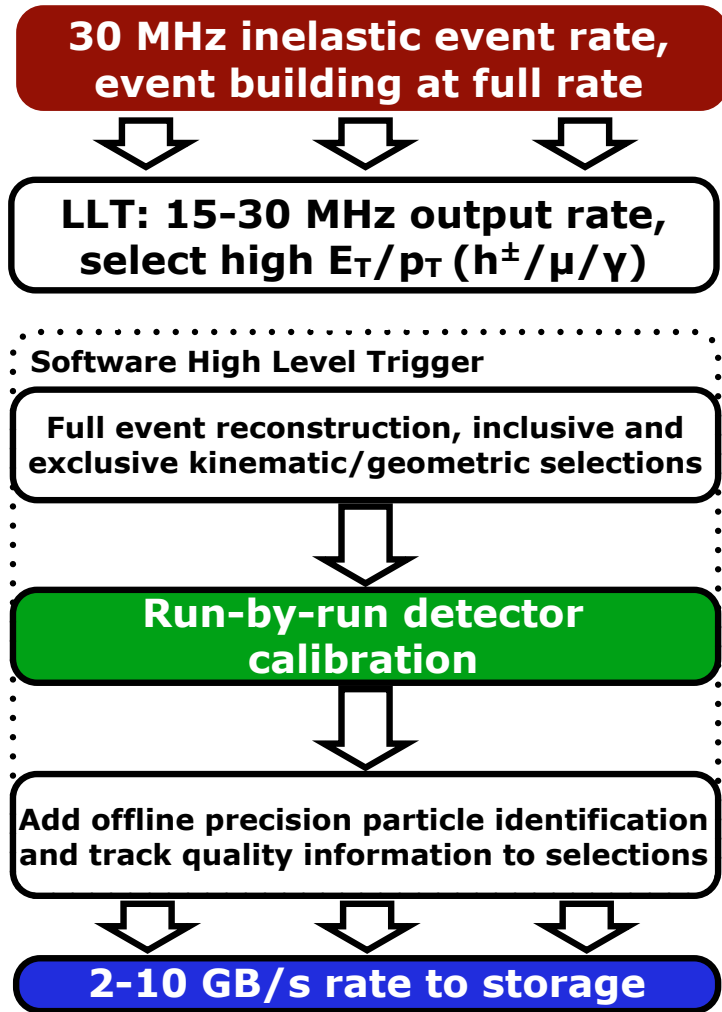 30 MHz inelastic event rate,
event building at full rate
LLT: 15-30 MHz output rate,
select high E_T/p_T (h^±/μ/γ)
Software High Level Trigger
Full event reconstruction, inclusive and
exclusive kinematic/geometric selections
Run-by-run detector
calibration
Add offline precision particle identification
and track quality information to selections
2-10 GB/s rate to storage